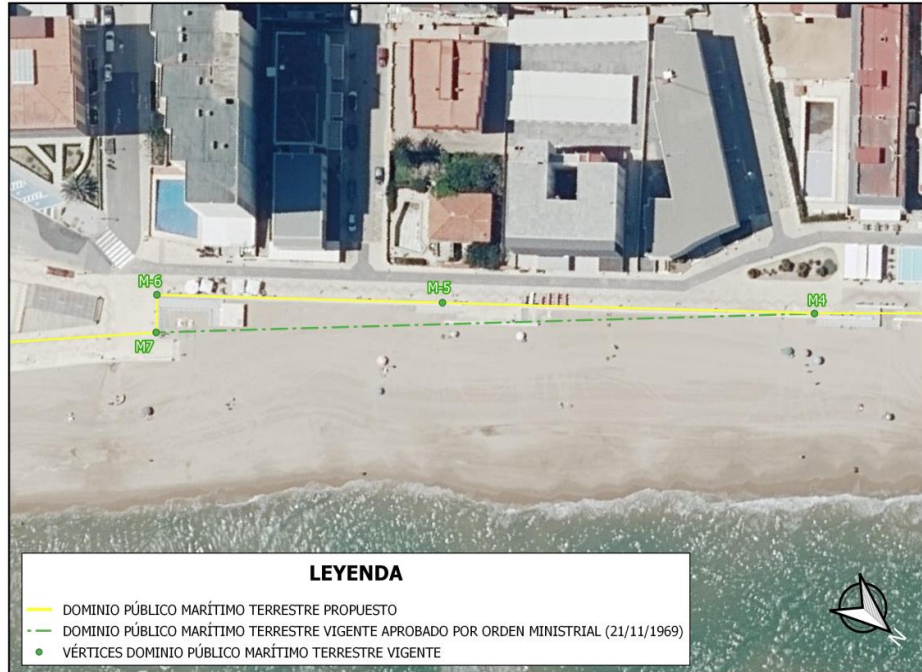 M-6
M-5
M4
M7
LEYENDA
DOMINIO PÚBLICO MARÍTIMO TERRESTRE PROPUESTO
DOMINIO PÚBLICO MARÍTIMO TERRESTRE VIGENTE APROBADO POR ORDEN MINISTRIAL (21/11/1969)
VÉRTICES DOMINIO PÚBLICO MARÍTIMO TERRESTRE VIGENTE
N